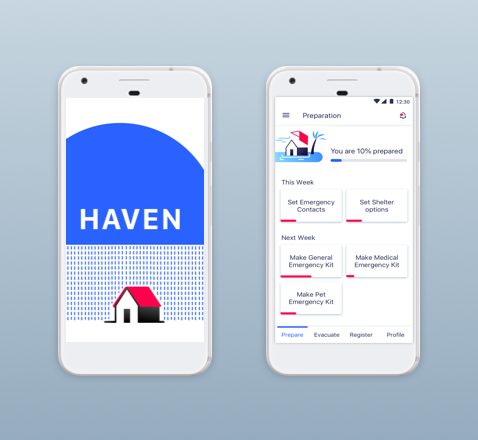 HAVEN
12:30
Preparation
You are 10% prepared
This Week
Set Emergency
Contacts
Set Shelter
options
Next Week
Make General
Emergency Kit
Make Medical
Emergency Kit
Make Pet
Emergency Kit
Prepare
Evacuate
Register
Profile